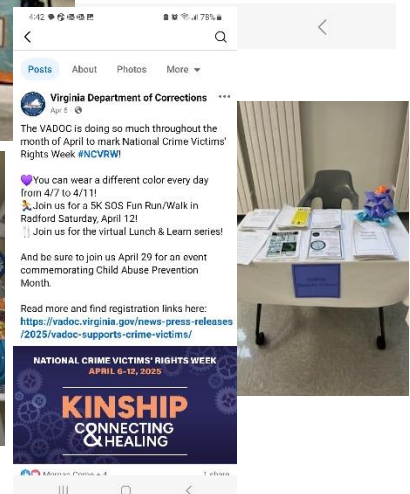 4:42
78%
Posts About Photos More
Virginia Department of Corrections
Apr 8
The VADOC is doing so much throughout the
month of April to mark National Crime Victims'
Rights Week #NCVRW!
💜You can wear a different color every day
from 4/7 to 4/11!
🏃Join us for a 5K SOS Fun Run/Walk in
Radford Saturday, April 12!
🍴Join us for the virtual Lunch & Learn series!
And be sure to join us April 29 for an event
commemorating Child Abuse Prevention
Month.
Read more and find registration links here:
https://vadoc.virginia.gov/news-press-releases
/2025/vadoc-supports-crime-victims/
NATIONAL CRIME VICTIMS' RIGHTS WEEK
APRIL 6-12, 2025
KINSHIP
CONNECTING
& HEALING
1 share